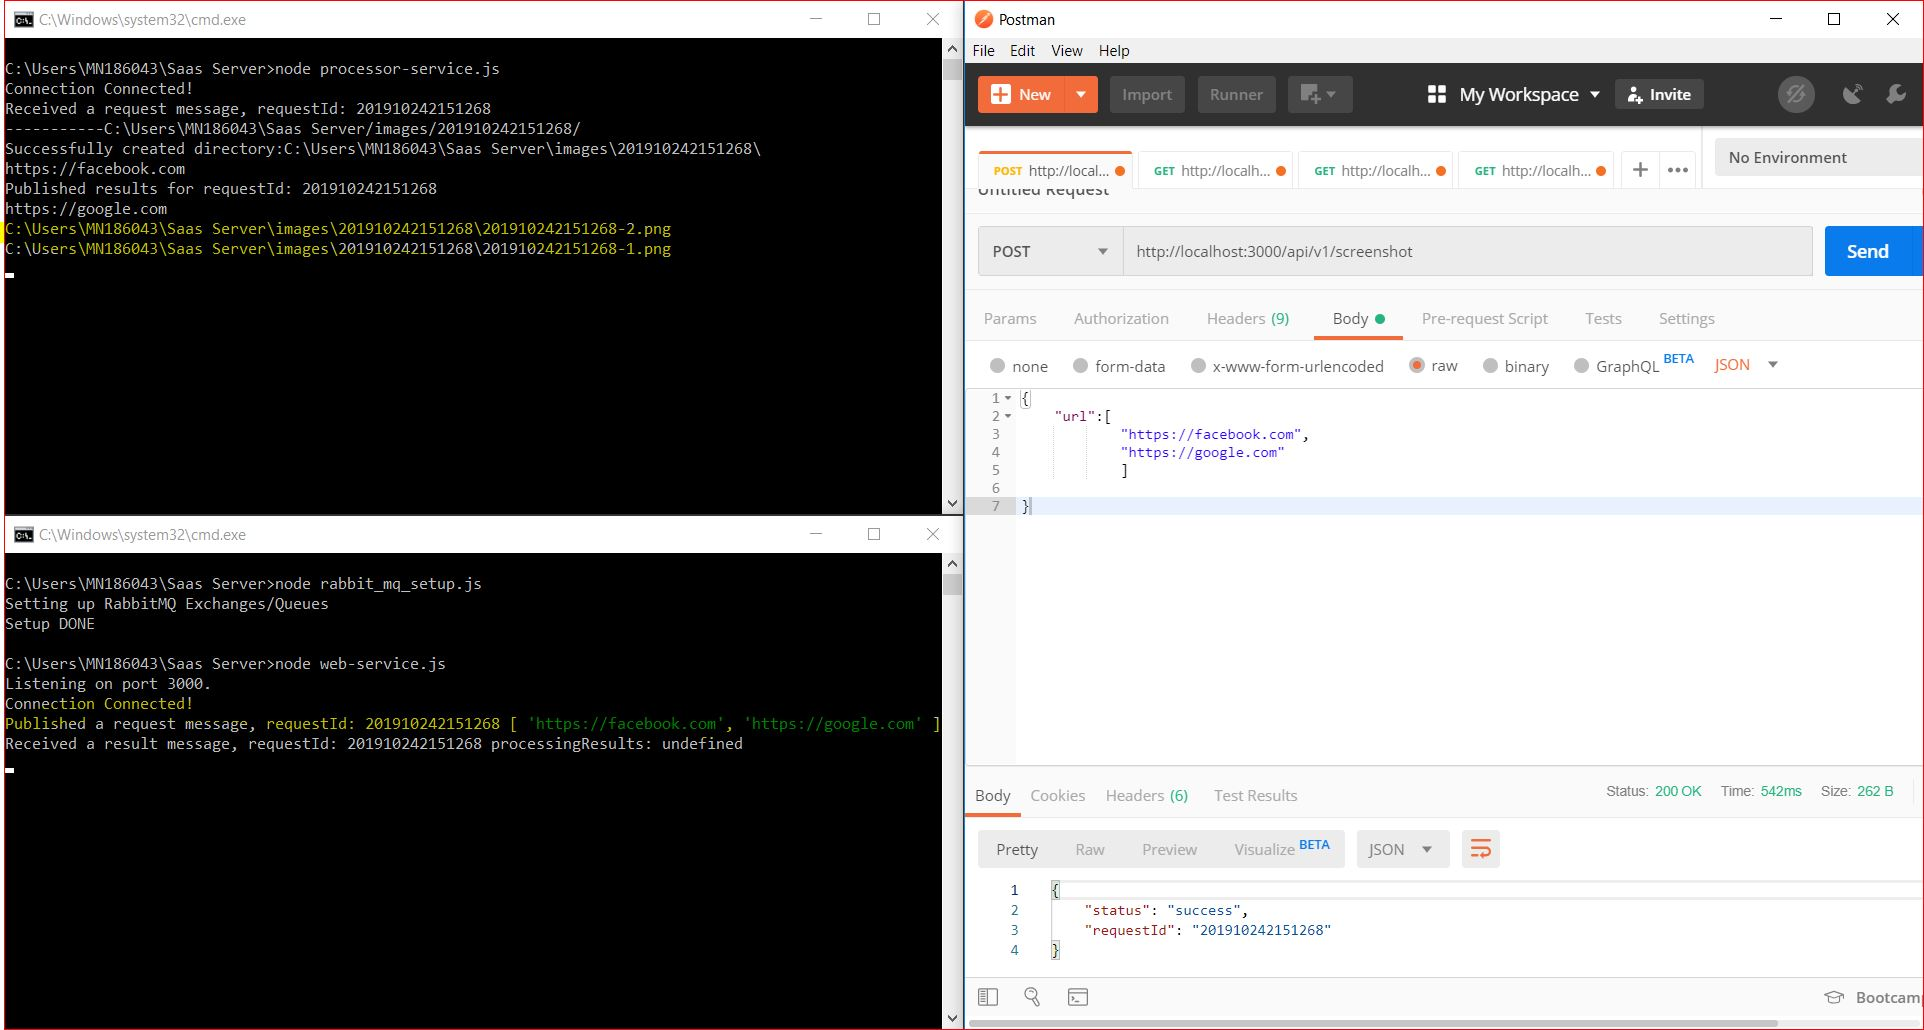 C:\Windows\system32\cmd.exe
C:\Users\MN186043\Saas Server>node processor-service.js
Connection Connected!
Received a request message, requestId: 201910242151268
-----------C:\Users\MN186043\Saas Server/images/201910242151268/
Successfully created directory:C:\Users\MN186043\Saas Server\images\201910242151268\
https://facebook.com
Published results for requestId: 201910242151268
https://google.com
C:\Users\MN186043\Saas Server\images\201910242151268\201910242151268-2.png
C:\Users\MN186043\Saas Server\images\201910242151268\201910242151268-1.png
C:\Windows\system32\cmd.exe
C:\Users\MN186043\Saas Server>node rabbit_mq_setup.js
Setting up RabbitMQ Exchanges/Queues
Setup DONE
C:\Users\MN186043\Saas Server>node web-service.js
Listening on port 3000.
Connection Connected!
Published a request message, requestId: 201910242151268 [ 'https://facebook.com', 'https://google.com' ]
Received a result message, requestId: 201910242151268 processingResults: undefined
Postman
File Edit View Help
New Import Runner My Workspace Invite
POST http://local... GET http://localh... GET http://localh... GET http://localh... + ••• No Environment
Untitled Request
POST http://localhost:3000/api/v1/screenshot Send
Params Authorization Headers (9) Body Pre-request Script Tests Settings
none form-data x-www-form-urlencoded raw binary GraphQL BETA JSON
1 {
2 "url":[
3 "https://facebook.com",
4 "https://google.com"
5 ]
6
7 }
Body Cookies Headers (6) Test Results Status: 200 OK Time: 542ms Size: 262 B
Pretty Raw Preview Visualize BETA JSON
1 {
2 "status": "success",
3 "requestId": "201910242151268"
4 }
Bootcam